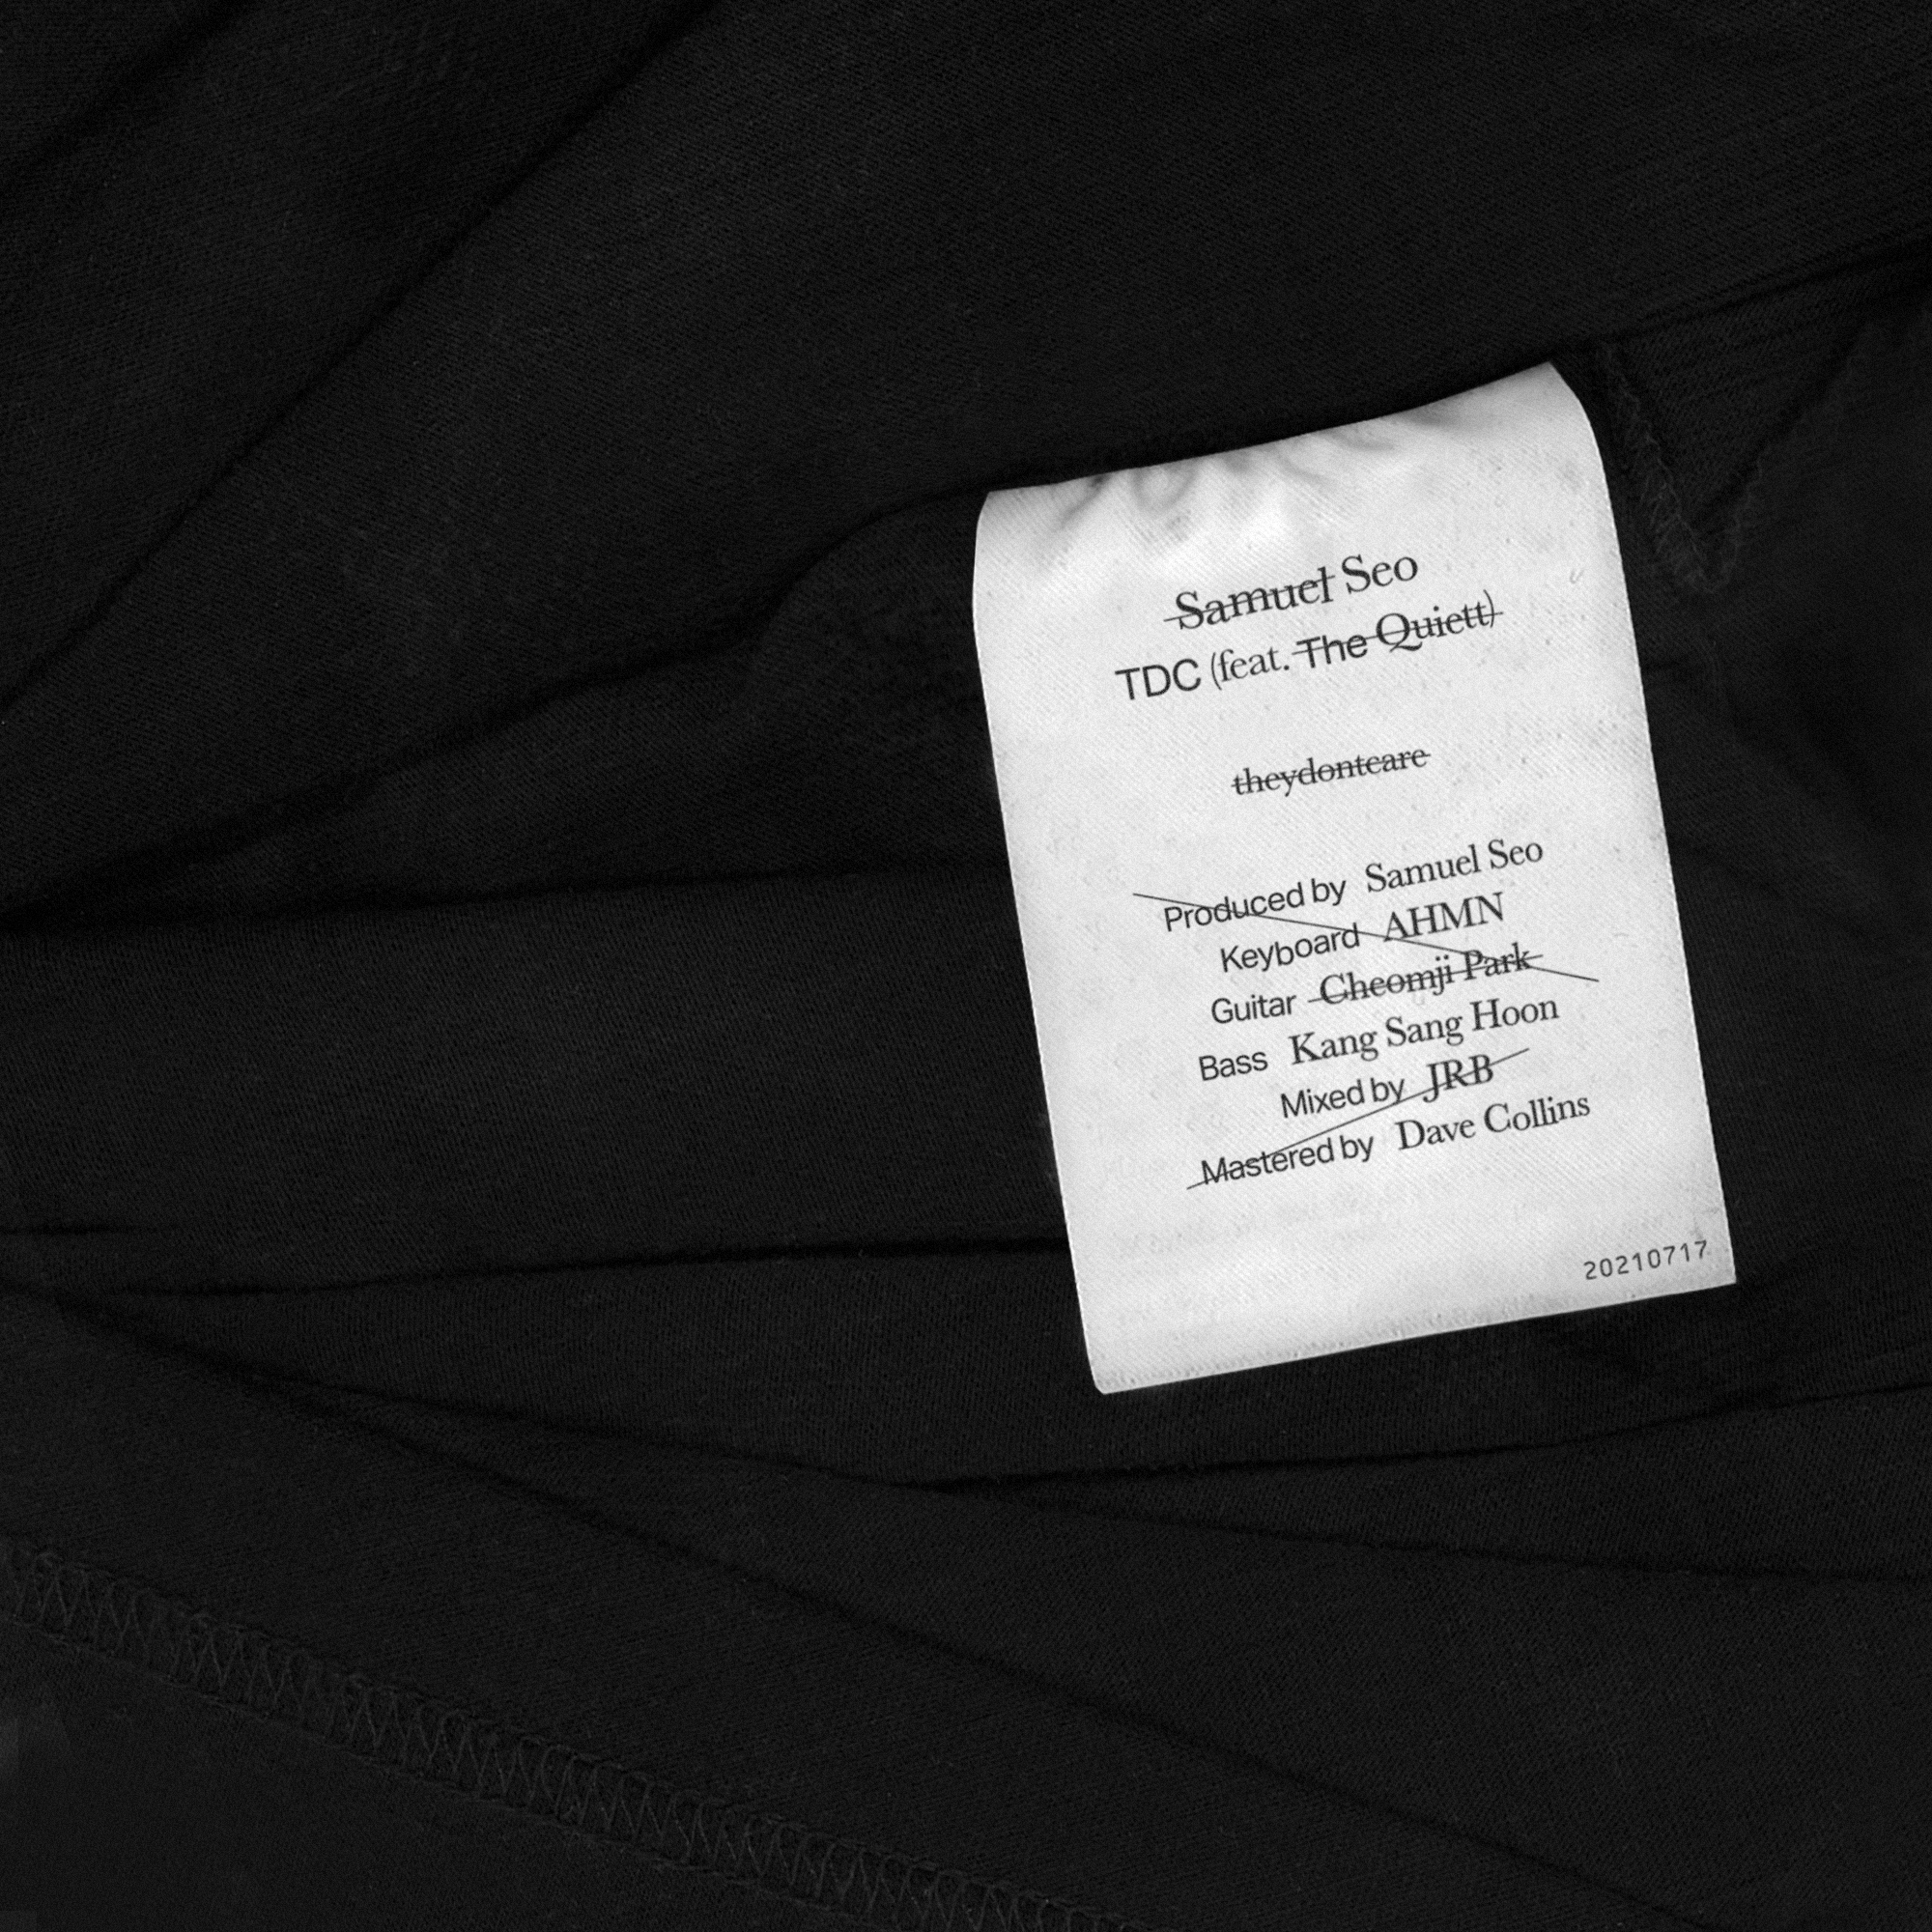 Samuel Seo
TDC (feat. The Quiett)
theydontcare
Produced by Samuel Seo
Keyboard AHMN
Guitar Cheomji Park
Bass Kang Sang Hoon
Mixed by JRB
Mastered by Dave Collins
20210717